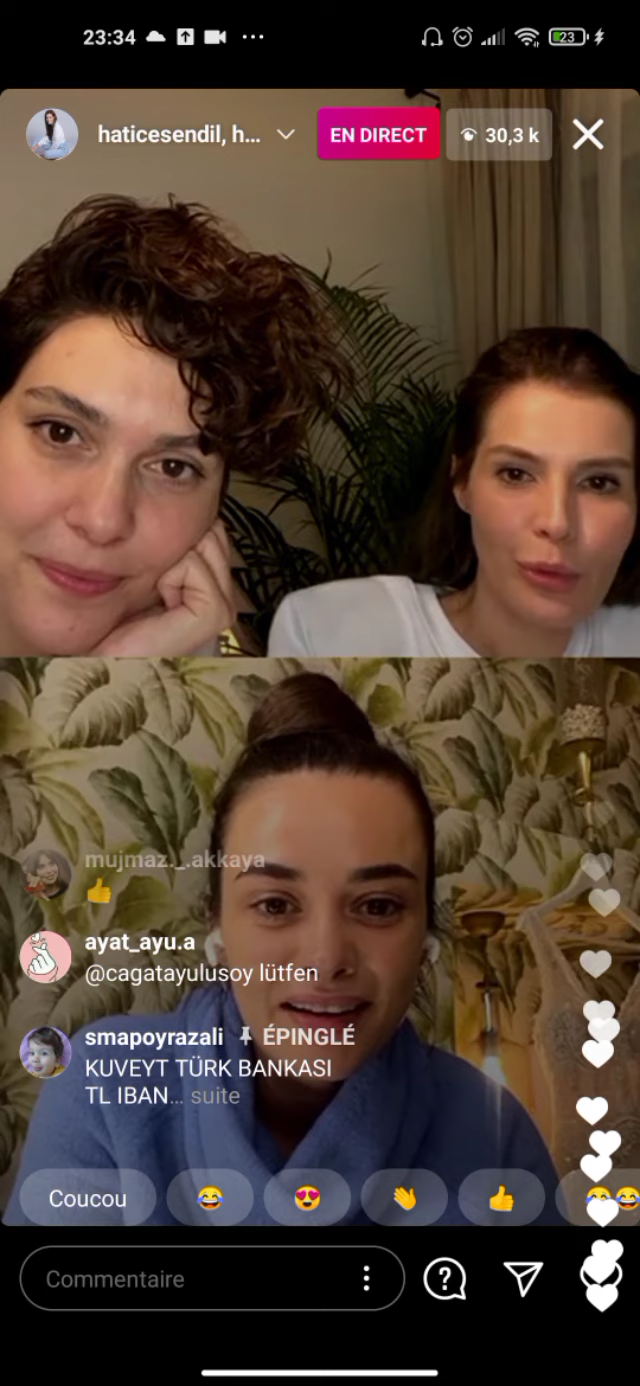 23:34
23
haticesendil, h...
EN DIRECT
30,3 k
mujmaz._.akkaya
ayat_ayu.a
@cagatayulusoy lütfen
smapoyrazali ÉPINGLÉ
KUVEYT TÜRK BANKASI
TL IBAN... suite
Coucou
Commentaire